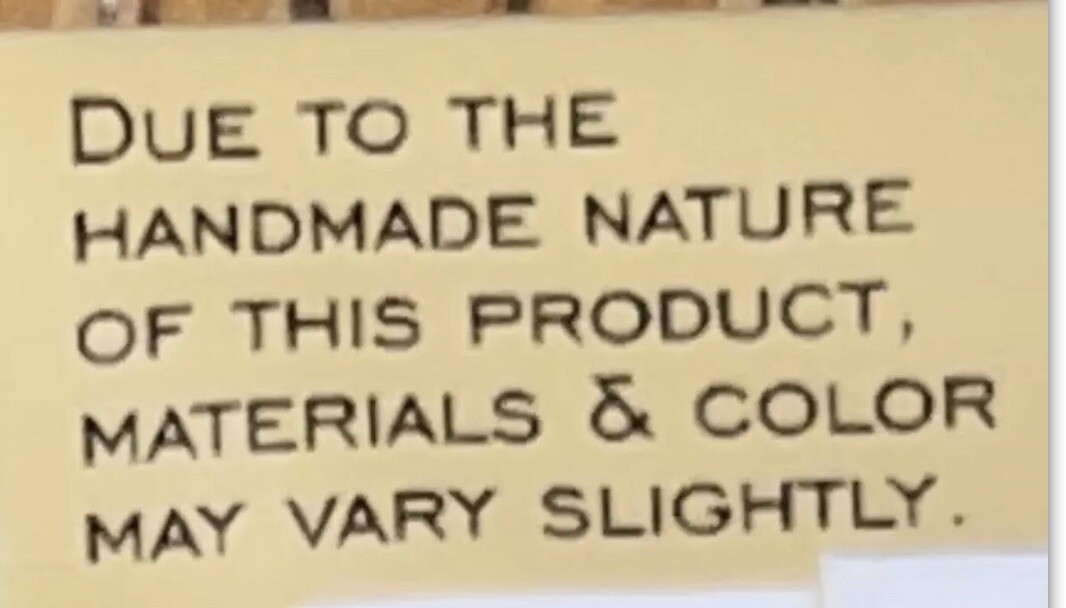 DUE TO THE
HANDMADE NATURE
OF THIS PRODUCT,
MATERIALS & COLOR
MAY VARY SLIGHTLY.